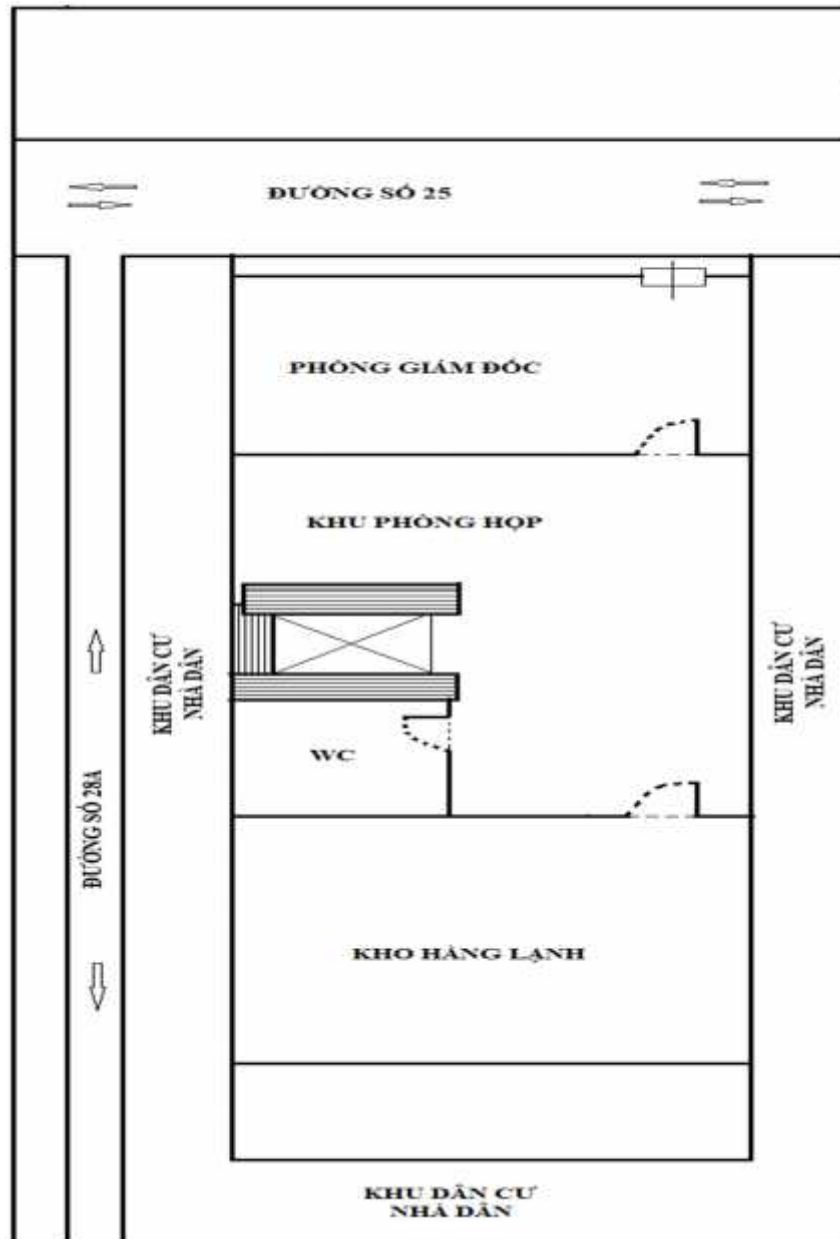 ĐƯỜNG SỐ 25
PHÒNG GIÁM ĐỐC
KHU PHÒNG HỌP
KHU DÂN CƯ
NHÀ DÂN
KHU DÂN CƯ
NHÀ DÂN
WC
ĐƯỜNG SỐ 28A
KHO HÀNG LẠNH
KHU DÂN CƯ
NHÀ DÂN